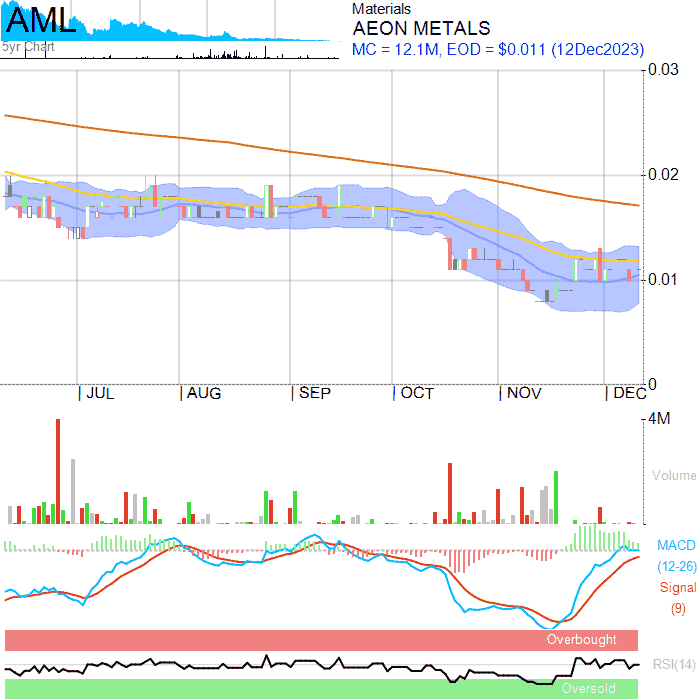 AML
5yr Chart
Materials
AEON METALS
MC = 12.1M, EOD = $0.011 (12Dec2023)
0.03
0.02
0.01
0
JUL
AUG
SEP
OCT
NOV
DEC
4M
Volume
MACD
(12-26)
Signal
(9)
Overbought
RSI(14)
Oversold